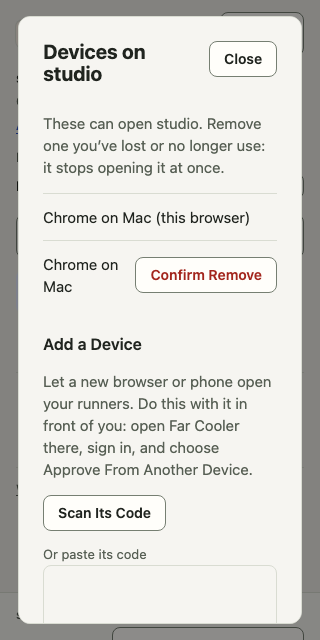 Devices on
studio
Close
These can open studio. Remove
one you’ve lost or no longer use:
it stops opening it at once.
Chrome on Mac (this browser)
Chrome on
Mac
Confirm Remove
Add a Device
Let a new browser or phone open
your runners. Do this with it in
front of you: open Far Cooler
there, sign in, and choose
Approve From Another Device.
Scan Its Code
Or paste its code